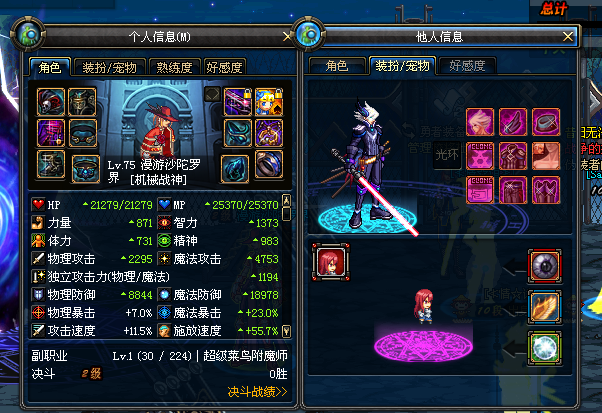 总计
个人信息(M)
角色
装扮/宠物
熟练度
好感度
Lv.75 漫游沙陀罗
界
[机械战神]
HP 21279/21279
MP 25370/25370
力量 871
智力 1373
体力 731
精神 983
物理攻击 2295
魔法攻击 4753
独立攻击力(物理/魔法) 1194
物理防御 8844
魔法防御 18978
物理暴击 +7.0%
魔法暴击 +23.0%
攻击速度 +11.5%
施放速度 +55.7%
副职业 Lv.1 (30 / 224) | 超级菜鸟附魔师
决斗 2级 0胜
决斗战绩>>
他人信息
角色
装扮/宠物
好感度
光环
CLONE
CLONE